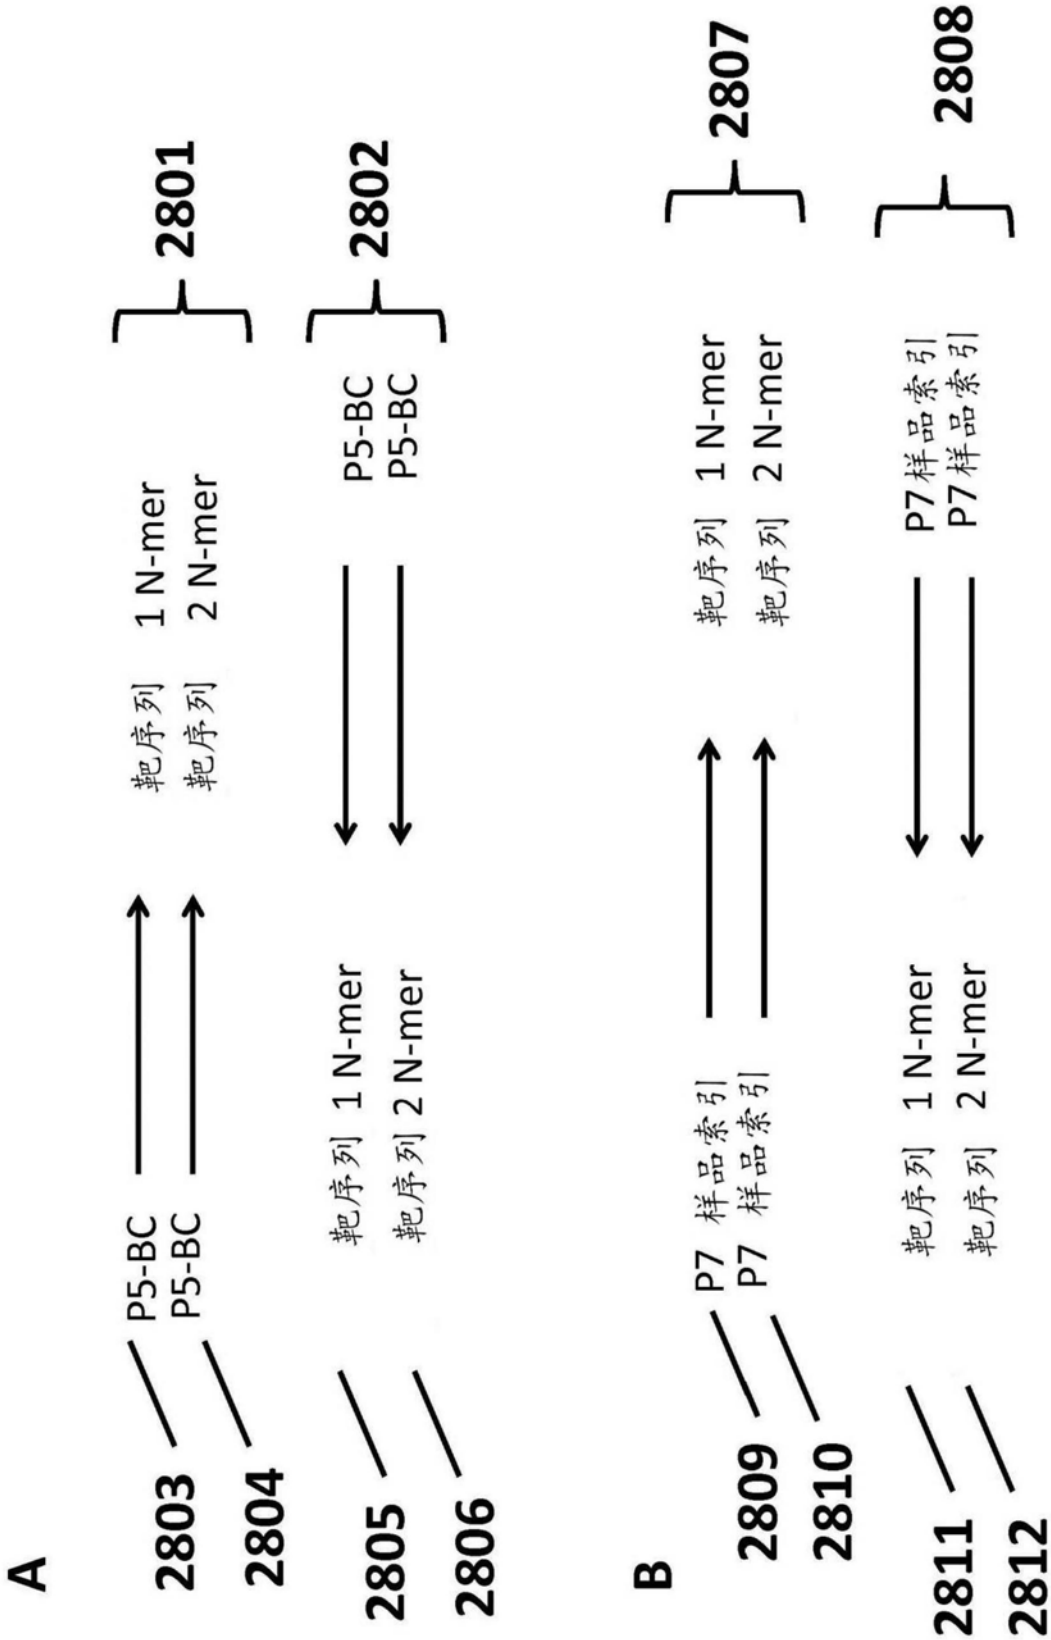 A
2803 P5-BC 靶序列 1 N-mer 2801
2804 P5-BC 靶序列 2 N-mer
2805 靶序列 1 N-mer P5-BC 2802
2806 靶序列 2 N-mer P5-BC
B
2809 P7 样品索引 靶序列 1 N-mer 2807
2810 P7 样品索引 靶序列 2 N-mer
2811 靶序列 1 N-mer P7样品索引 2808
2812 靶序列 2 N-mer P7样品索引